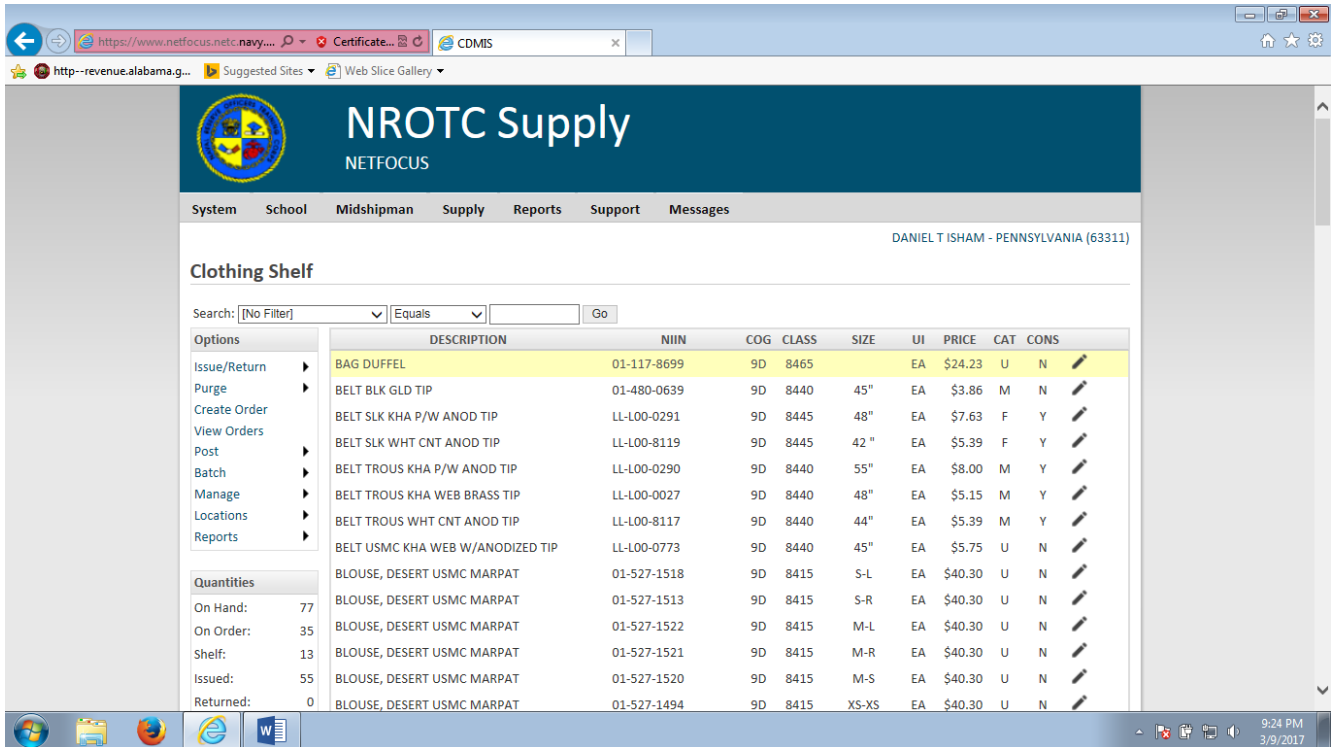 https://www.netfocus.netc.navy.... Certificate... CDMIS
http--revenue.alabama.g... Suggested Sites Web Slice Gallery
NROTC Supply
NETFOCUS
System School Midshipman Supply Reports Support Messages
DANIEL T ISHAM - PENNSYLVANIA (63311)
Clothing Shelf
Search: [No Filter] Equals Go
Options
Issue/Return
Purge
Create Order
View Orders
Post
Batch
Manage
Locations
Reports
Quantities
On Hand: 77
On Order: 35
Shelf: 13
Issued: 55
Returned: 0
DESCRIPTION NIIN COG CLASS SIZE UI PRICE CAT CONS
BAG DUFFEL 01-117-8699 9D 8465 EA $24.23 U N
BELT BLK GLD TIP 01-480-0639 9D 8440 45" EA $3.86 M N
BELT SLK KHA P/W ANOD TIP LL-L00-0291 9D 8445 48" EA $7.63 F Y
BELT SLK WHT CNT ANOD TIP LL-L00-8119 9D 8445 42 " EA $5.39 F Y
BELT TROUS KHA P/W ANOD TIP LL-L00-0290 9D 8440 55" EA $8.00 M Y
BELT TROUS KHA WEB BRASS TIP LL-L00-0027 9D 8440 48" EA $5.15 M Y
BELT TROUS WHT CNT ANOD TIP LL-L00-8117 9D 8440 44" EA $5.39 M Y
BELT USMC KHA WEB W/ANODIZED TIP LL-L00-0773 9D 8440 45" EA $5.75 U N
BLOUSE, DESERT USMC MARPAT 01-527-1518 9D 8415 S-L EA $40.30 U N
BLOUSE, DESERT USMC MARPAT 01-527-1513 9D 8415 S-R EA $40.30 U N
BLOUSE, DESERT USMC MARPAT 01-527-1522 9D 8415 M-L EA $40.30 U N
BLOUSE, DESERT USMC MARPAT 01-527-1521 9D 8415 M-R EA $40.30 U N
BLOUSE, DESERT USMC MARPAT 01-527-1520 9D 8415 M-S EA $40.30 U N
BLOUSE, DESERT USMC MARPAT 01-527-1494 9D 8415 XS-XS EA $40.30 U N
9:24 PM
3/9/2017